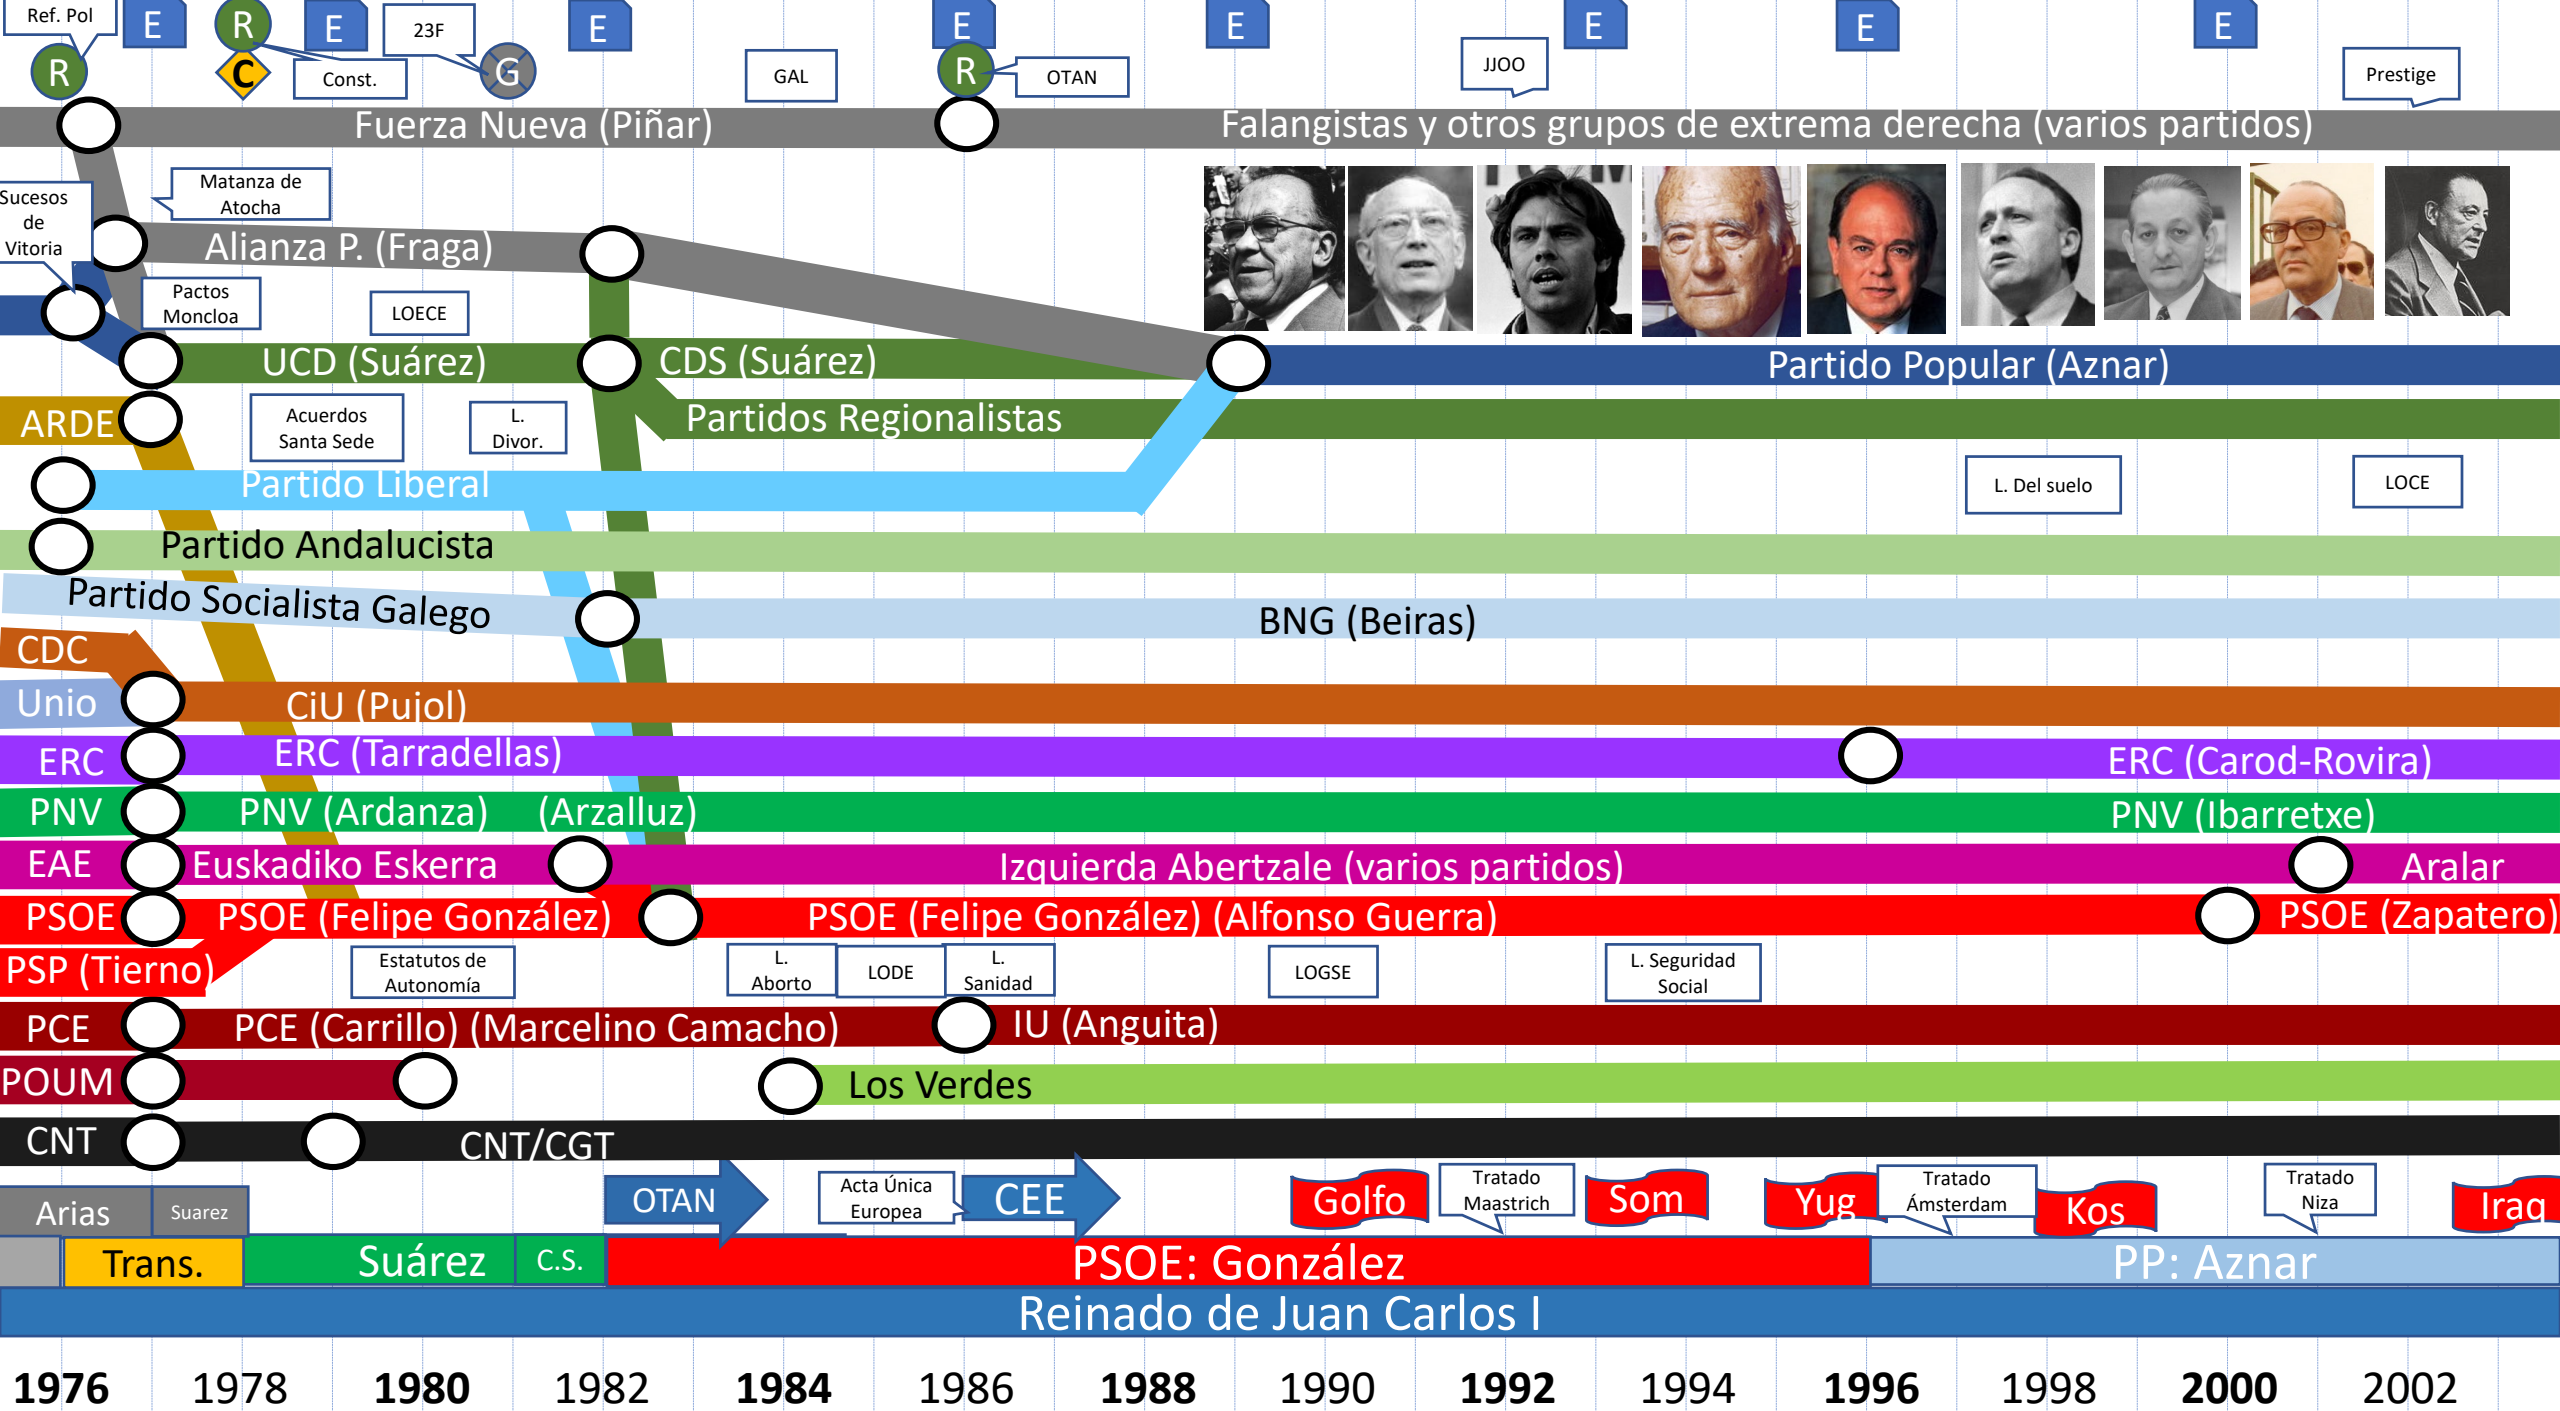 Ref. Pol
E
R
E
23F
E
E
E
E
E
E
R
C
Const.
G
GAL
R
OTAN
JJOO
Prestige
Fuerza Nueva (Piñar)
Falangistas y otros grupos de extrema derecha (varios partidos)
Sucesos
de
Vitoria
Matanza de
Atocha
Alianza P. (Fraga)
Pactos
Moncloa
LOECE
UCD (Suárez)
CDS (Suárez)
Partido Popular (Aznar)
ARDE
Acuerdos
Santa Sede
L.
Divor.
Partidos Regionalistas
Partido Liberal
L. Del suelo
LOCE
Partido Andalucista
Partido Socialista Galego
BNG (Beiras)
CDC
Unio
CiU (Pujol)
ERC
ERC (Tarradellas)
ERC (Carod-Rovira)
PNV
PNV (Ardanza)
(Arzalluz)
PNV (Ibarretxe)
EAE
Euskadiko Eskerra
Izquierda Abertzale (varios partidos)
Aralar
PSOE
PSOE (Felipe González)
PSOE (Felipe González) (Alfonso Guerra)
PSOE (Zapatero)
PSP (Tierno)
Estatutos de
Autonomía
L.
Aborto
LODE
L.
Sanidad
LOGSE
L. Seguridad
Social
PCE
PCE (Carrillo) (Marcelino Camacho)
IU (Anguita)
POUM
Los Verdes
CNT
CNT/CGT
Arias
Suarez
OTAN
Acta Única
Europea
CEE
Golfo
Tratado
Maastrich
Som
Yug
Tratado
Ámsterdam
Kos
Tratado
Niza
Iraq
Trans.
Suárez
C.S.
PSOE: González
PP: Aznar
Reinado de Juan Carlos I
1976
1978
1980
1982
1984
1986
1988
1990
1992
1994
1996
1998
2000
2002